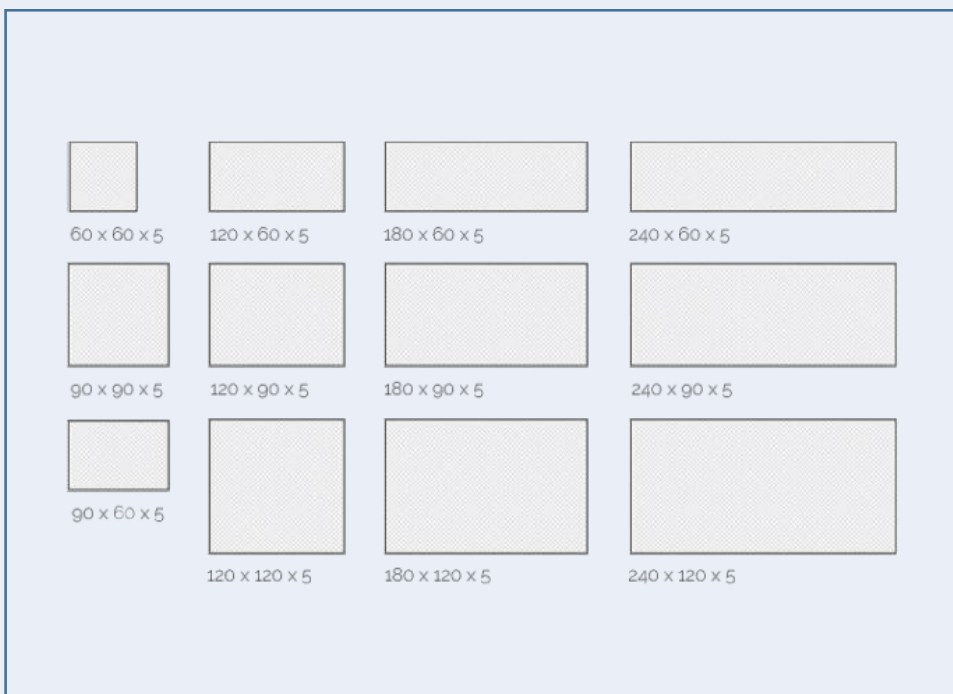 60 x 60 x 5
120 x 60 x 5
180 x 60 x 5
240 x 60 x 5
90 x 90 x 5
120 x 90 x 5
180 x 90 x 5
240 x 90 x 5
90 x 60 x 5
120 x 120 x 5
180 x 120 x 5
240 x 120 x 5